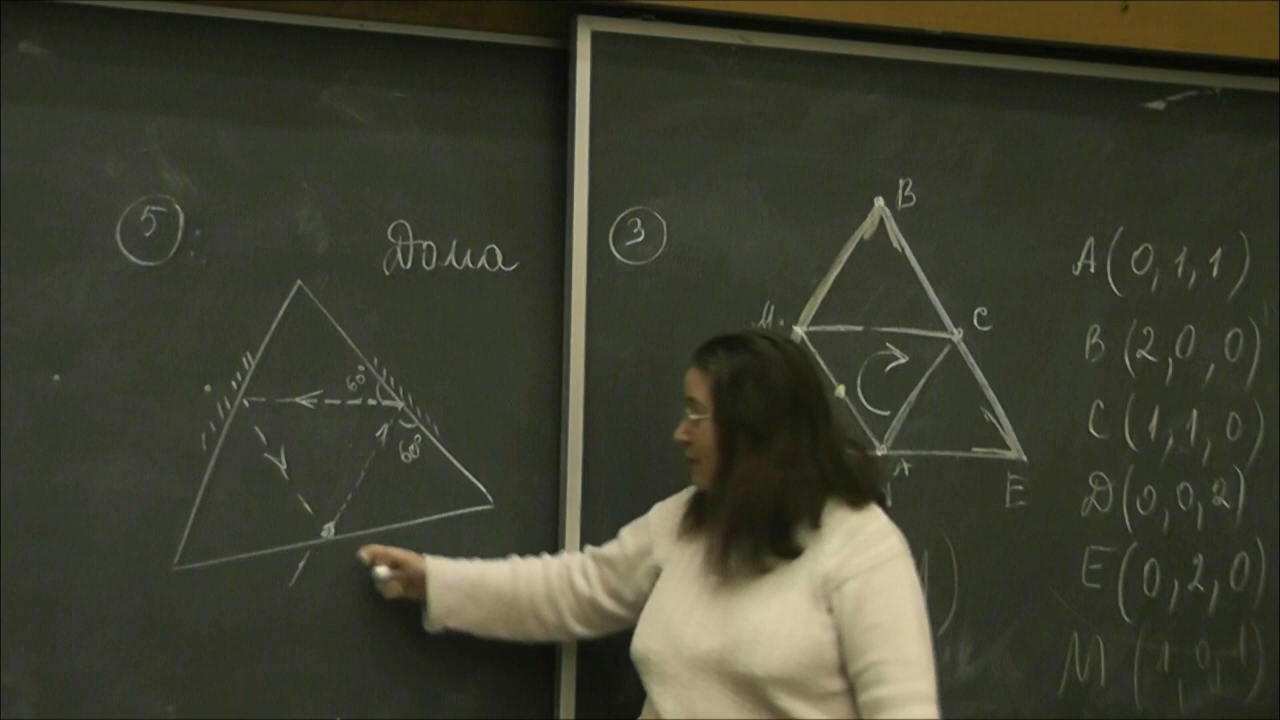 5
Дома
60°
60°
3
B
M
C
A
E
A(0,1,1)
B(2,0,0)
C(1,1,0)
D(0,0,2)
E(0,2,0)
M(1,0,1)